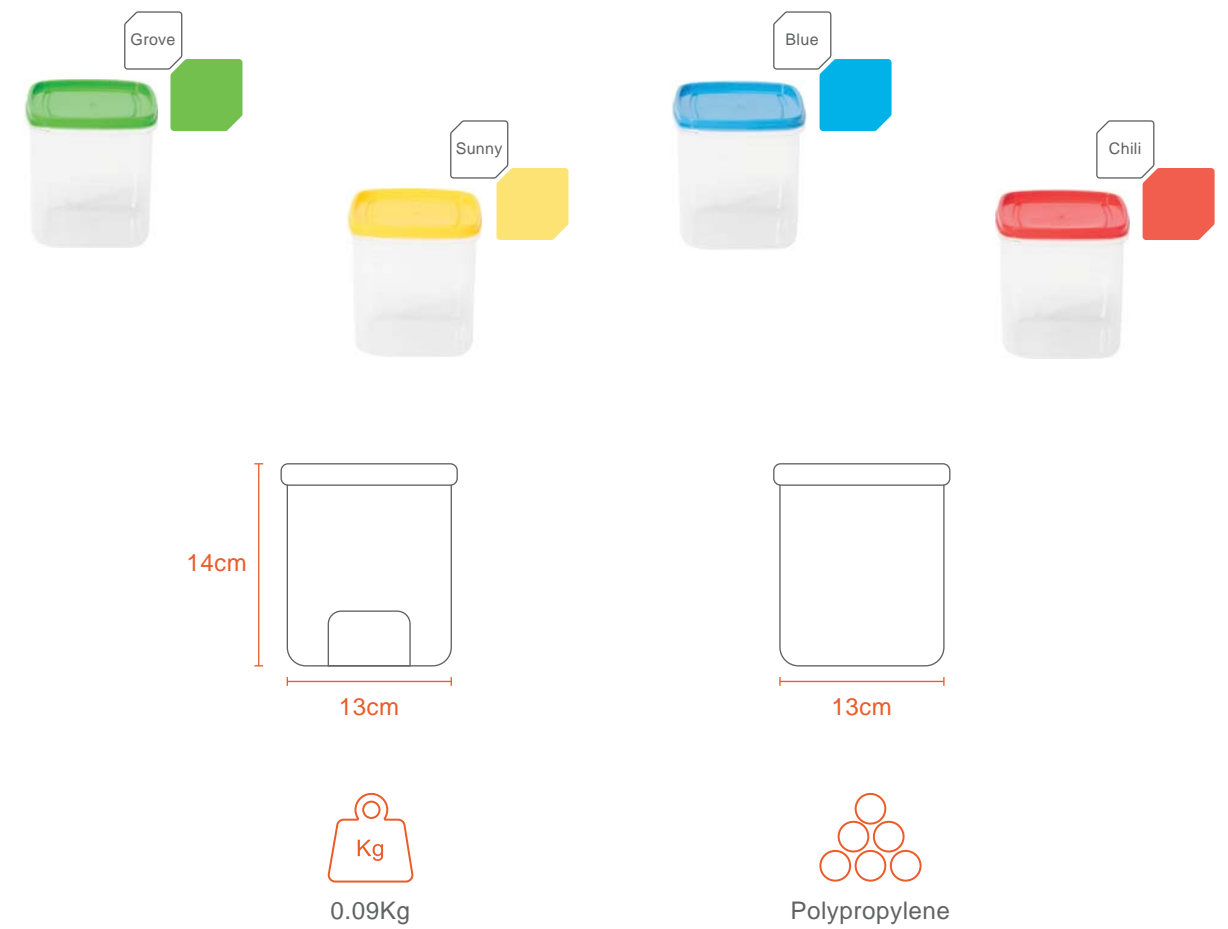 Grove
Blue
Sunny
Chili
14cm
13cm
13cm
Kg
0.09Kg
Polypropylene